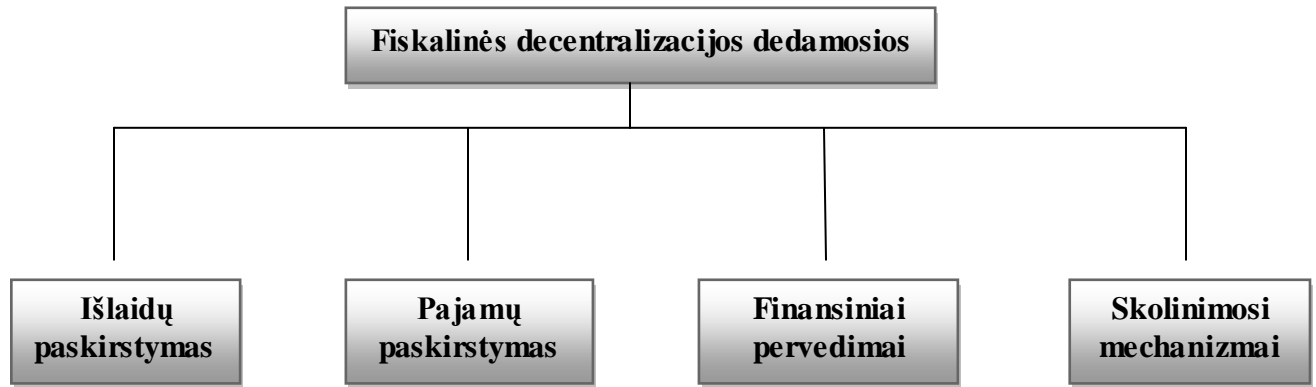 Fiskalinės decentralizacijos dedamosios
Išlaidų
paskirstymas
Pajamų
paskirstymas
Finansiniai
pervedimai
Skolinimosi
mechanizmai